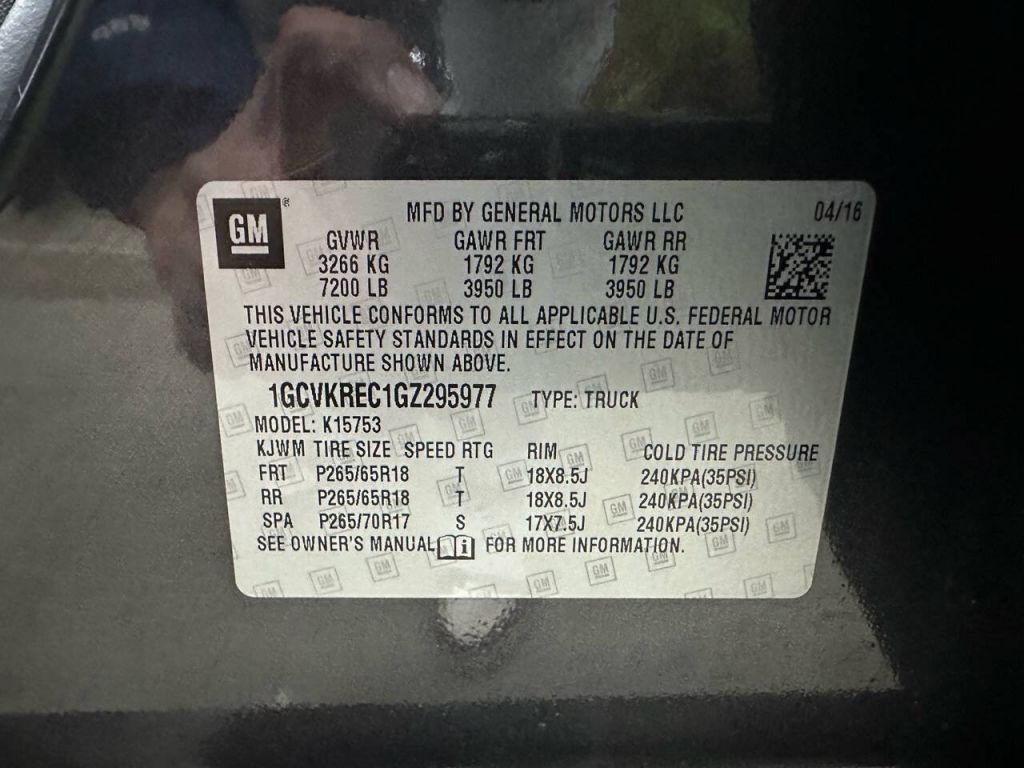 GM ®
MFD BY GENERAL MOTORS LLC 04/16
GVWR GAWR FRT GAWR RR
3266 KG 1792 KG 1792 KG
7200 LB 3950 LB 3950 LB
THIS VEHICLE CONFORMS TO ALL APPLICABLE U.S. FEDERAL MOTOR
VEHICLE SAFETY STANDARDS IN EFFECT ON THE DATE OF
MANUFACTURE SHOWN ABOVE.
1GCVKREC1GZ295977 TYPE: TRUCK
MODEL: K15753
KJWM TIRE SIZE SPEED RTG RIM COLD TIRE PRESSURE
FRT P265/65R18 T 18X8.5J 240KPA(35PSI)
RR P265/65R18 T 18X8.5J 240KPA(35PSI)
SPA P265/70R17 S 17X7.5J 240KPA(35PSI)
SEE OWNER'S MANUAL i FOR MORE INFORMATION.